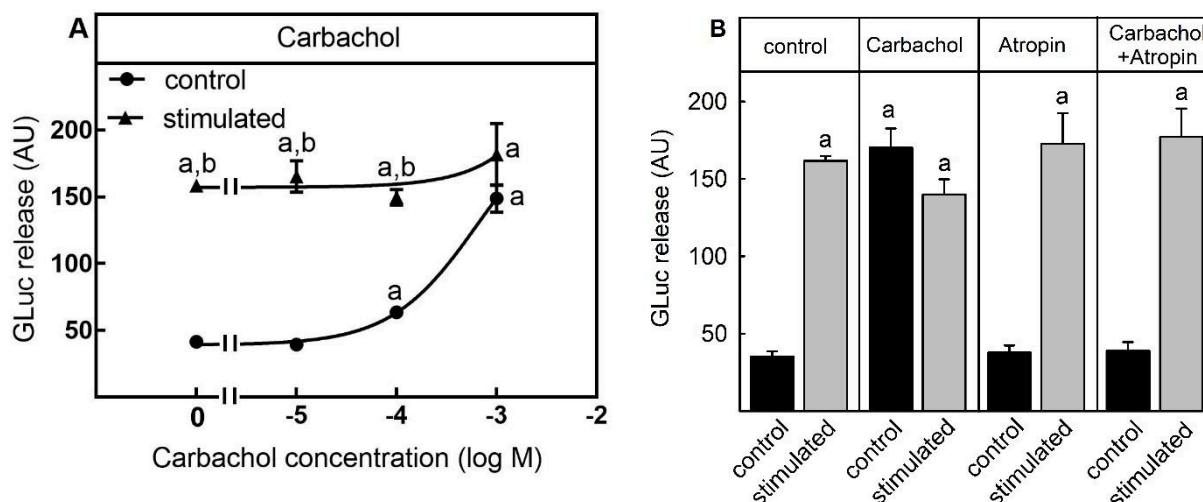 A
Carbachol
control
stimulated
GLuc release (AU)
200
150
100
50
a,b
a,b
a,b
a
a
a
0
-5
-4
-3
-2
Carbachol concentration (log M)
B
control
Carbachol
Atropin
Carbachol
+Atropin
GLuc release (AU)
200
150
100
50
a
a
a
a
a
control
stimulated
control
stimulated
control
stimulated
control
stimulated